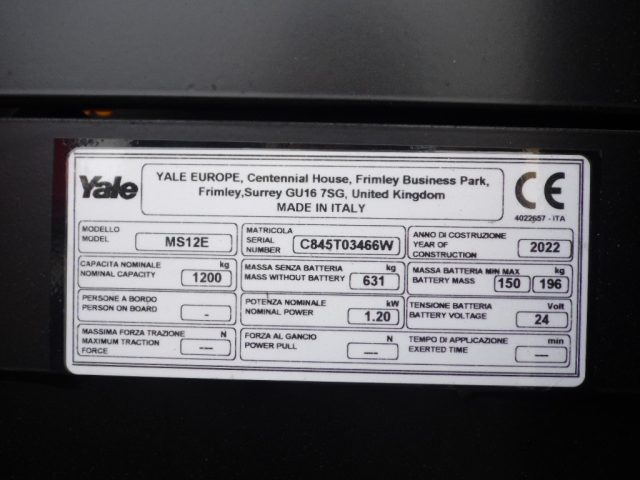 Yale
YALE EUROPE, Centennial House, Frimley Business Park,
Frimley,Surrey GU16 7SG, United Kingdom
MADE IN ITALY
CE
4022657 - ITA
MODELLO
MODEL
MS12E
MATRICOLA
SERIAL
NUMBER
C845T03466W
ANNO DI COSTRUZIONE
YEAR OF
CONSTRUCTION
2022
CAPACITA NOMINALE
NOMINAL CAPACITY
kg
1200
MASSA SENZA BATTERIA
MASS WITHOUT BATTERY
kg
631
MASSA BATTERIA MIN MAX
BATTERY MASS
kg
150
196
PERSONE A BORDO
PERSON ON BOARD
-
POTENZA NOMINALE
NOMINAL POWER
kW
1.20
TENSIONE BATTERIA
BATTERY VOLTAGE
Volt
24
MASSIMA FORZA TRAZIONE
MAXIMUM TRACTION
FORCE
N
---
FORZA AL GANCIO
POWER PULL
N
---
TEMPO DI APPLICAZIONE
EXERTED TIME
min
---